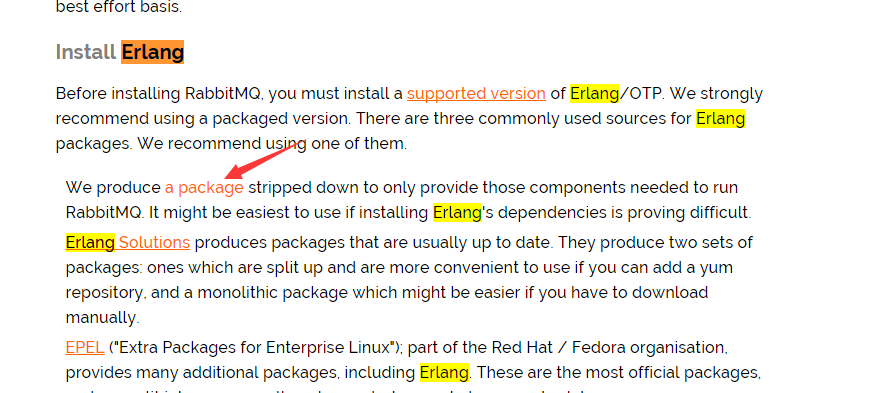 best effort basis.
Install Erlang
Before installing RabbitMQ, you must install a supported version of Erlang/OTP. We strongly
recommend using a packaged version. There are three commonly used sources for Erlang
packages. We recommend using one of them.
We produce a package stripped down to only provide those components needed to run
RabbitMQ. It might be easiest to use if installing Erlang's dependencies is proving difficult.
Erlang Solutions produces packages that are usually up to date. They produce two sets of
packages: ones which are split up and are more convenient to use if you can add a yum
repository, and a monolithic package which might be easier if you have to download
manually.
EPEL ("Extra Packages for Enterprise Linux"); part of the Red Hat / Fedora organisation,
provides many additional packages, including Erlang. These are the most official packages,